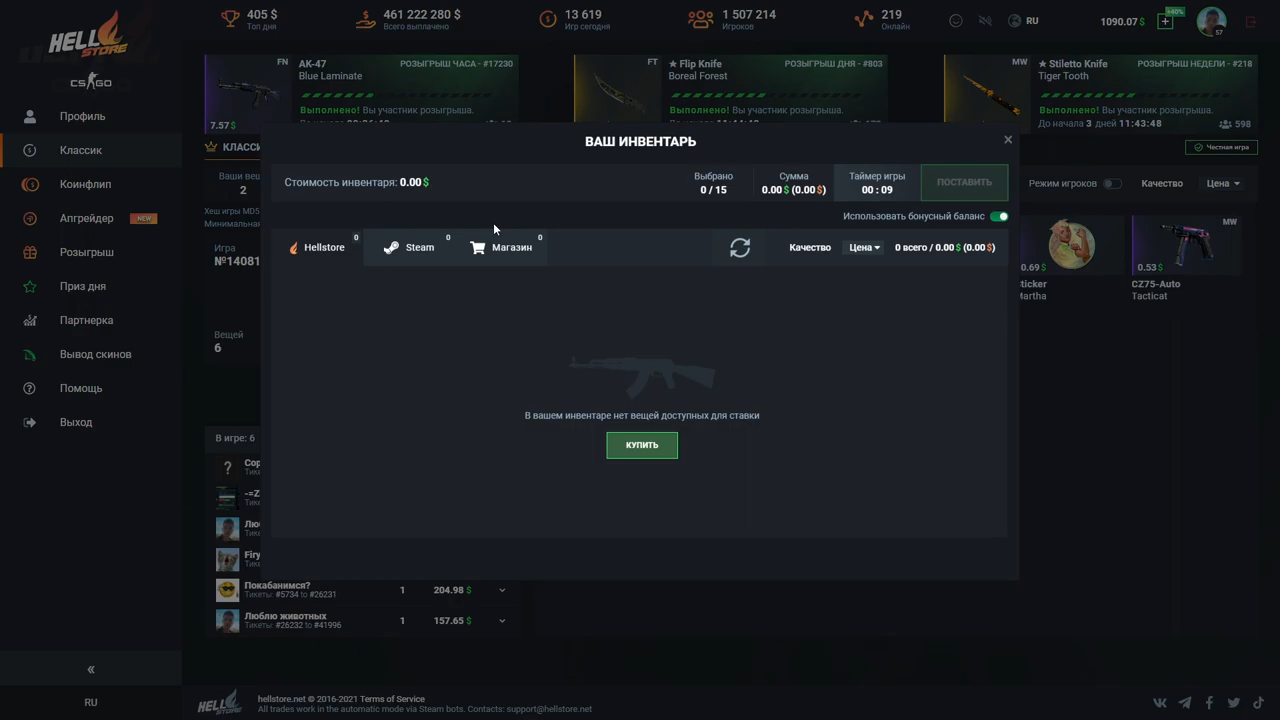 HELL
STORE
CS:GO
Профиль
Классик
Коинфлип
Апгрейдер NEW
Розыгрыш
Приз дня
Партнерка
Вывод скинов
Помощь
Выход
«
RU
405 $
Топ дня
461 222 280 $
Всего выплачено
13 619
Игр сегодня
1 507 214
Игроков
219
Онлайн
RU
1090.07 $
+
+40%
57
FN
7.57 $
AK-47
Blue Laminate
РОЗЫГРЫШ ЧАСА - #17230
Выполнено! Вы участник розыгрыша.
FT
★ Flip Knife
Boreal Forest
РОЗЫГРЫШ ДНЯ - #803
Выполнено! Вы участник розыгрыша.
MW
★ Stiletto Knife
Tiger Tooth
РОЗЫГРЫШ НЕДЕЛИ - #218
Выполнено! Вы участник розыгрыша.
До начала 3 дней 11:43:48
598
Честная игра
Режим игроков
Качество
Цена
Ваши ве
2
Хеш игры MD5
Минимальная
Игра
№14081
Вещей
6
ВАШ ИНВЕНТАРЬ
Стоимость инвентаря: 0.00 $
Выбрано
0 / 15
Сумма
0.00 $ (0.00 $)
Таймер игры
00 : 09
ПОСТАВИТЬ
Использовать бонусный баланс
Hellstore 0
Steam 0
Магазин 0
Качество
Цена
0 всего / 0.00 $ (0.00 $)
В вашем инвентаре нет вещей доступных для ставки
КУПИТЬ
0.69 $
MW
0.53 $
CZ75-Auto
Tacticat
В игре: 6
?
Покабанимся?
Тикеты: #5734 to #26231
1
204.98 $
Люблю животных
Тикеты: #26232 to #41996
1
157.65 $
HELL
STORE
hellstore.net © 2016-2021 Terms of Service
All trades work in the automatic mode via Steam bots. Contacts: support@hellstore.net